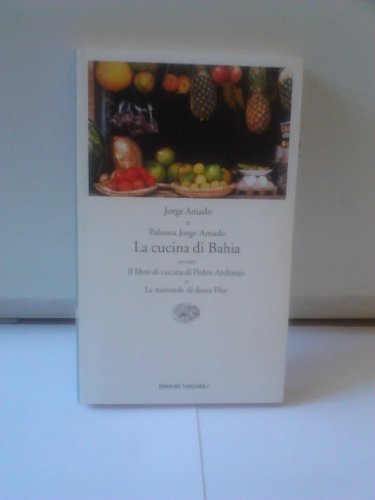 Jorge Amado
e
Paloma Jorge Amado
La cucina di Bahia
ovvero
Il libro di cucina di Pedro Archanjo
e
Le merende di dona Flor
EINAUDI TASCABILI